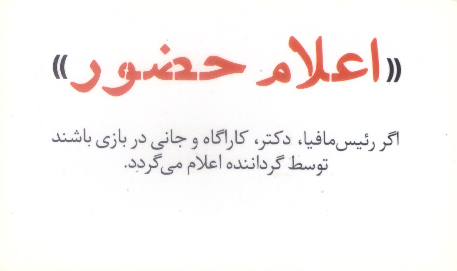 «اعلام حضور»
اگر رئیس‌مافیا، دکتر، کاراگاه و جانی در بازی باشند
توسط گرداننده اعلام می‌گردد.